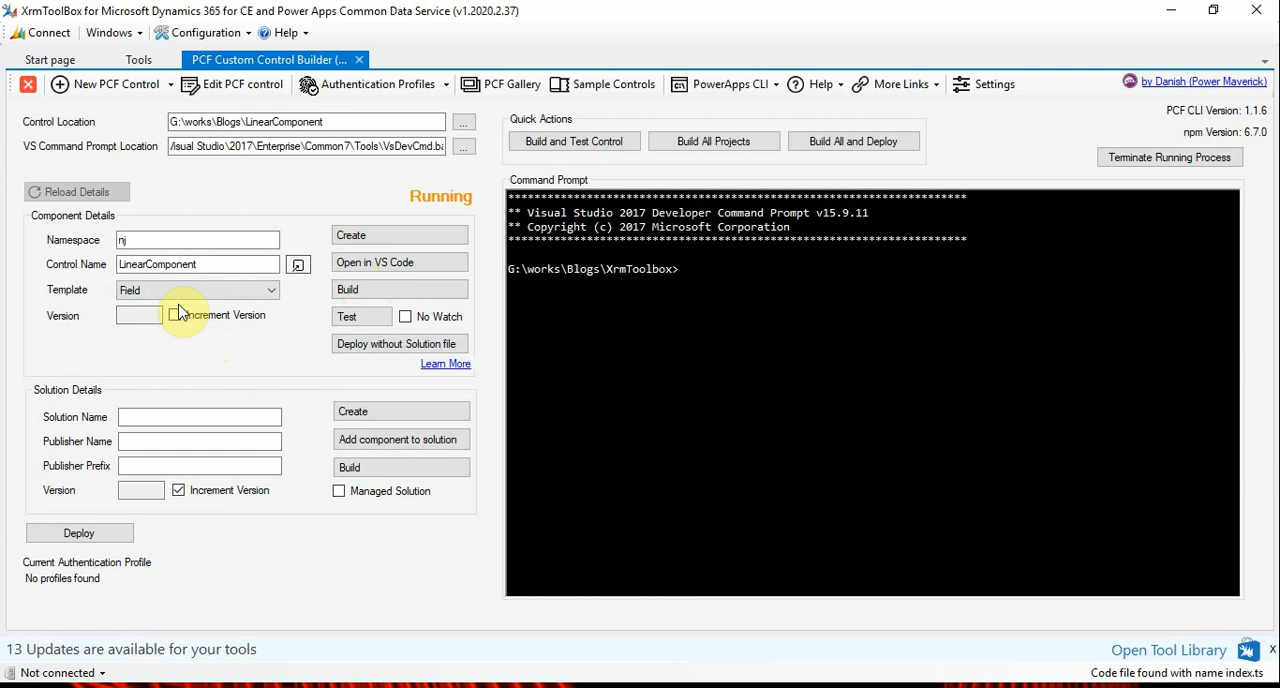 XrmToolBox for Microsoft Dynamics 365 for CE and Power Apps Common Data Service (v1.2020.2.37)
Connect Windows Configuration Help
Start page Tools PCF Custom Control Builder (...
New PCF Control Edit PCF control Authentication Profiles PCF Gallery Sample Controls PowerApps CLI Help More Links Settings by Danish (Power Maverick)
Control Location G:\works\Blogs\LinearComponent ...
VS Command Prompt Location /isual Studio\2017\Enterprise\Common7\Tools\VsDevCmd.ba ...
Quick Actions
Build and Test Control Build All Projects Build All and Deploy
PCF CLI Version: 1.1.6
npm Version: 6.7.0
Terminate Running Process
Reload Details Running
Component Details
Namespace nj Create
Control Name LinearComponent Open in VS Code
Template Field Build
Version Increment Version Test No Watch
Deploy without Solution file
Learn More
Solution Details
Solution Name Create
Publisher Name Add component to solution
Publisher Prefix Build
Version Increment Version Managed Solution
Deploy
Current Authentication Profile
No profiles found
Command Prompt
**********************************************************************
** Visual Studio 2017 Developer Command Prompt v15.9.11
** Copyright (c) 2017 Microsoft Corporation
**********************************************************************
G:\works\Blogs\XrmToolbox>
13 Updates are available for your tools Open Tool Library X
Not connected Code file found with name index.ts